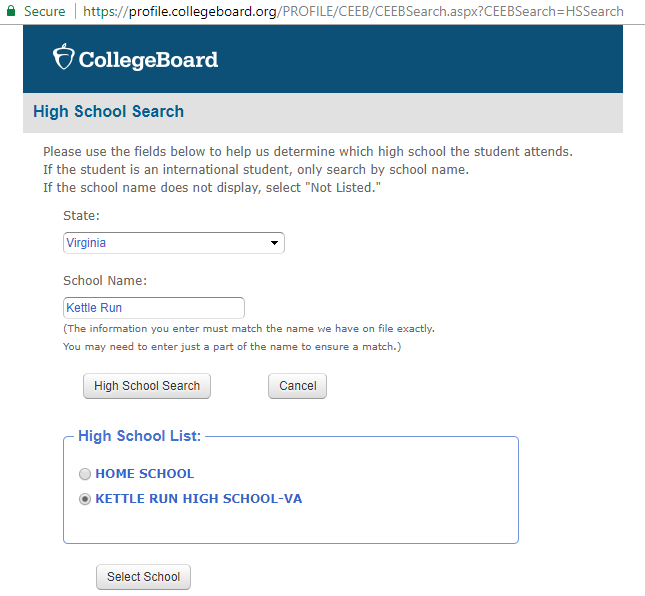 Secure https://profile.collegeboard.org/PROFILE/CEEB/CEEBSearch.aspx?CEEBSearch=HSSearch
CollegeBoard
High School Search
Please use the fields below to help us determine which high school the student attends.
If the student is an international student, only search by school name.
If the school name does not display, select "Not Listed."
State:
Virginia
School Name:
Kettle Run
(The information you enter must match the name we have on file exactly.
You may need to enter just a part of the name to ensure a match.)
High School Search Cancel
High School List:
HOME SCHOOL
KETTLE RUN HIGH SCHOOL-VA
Select School